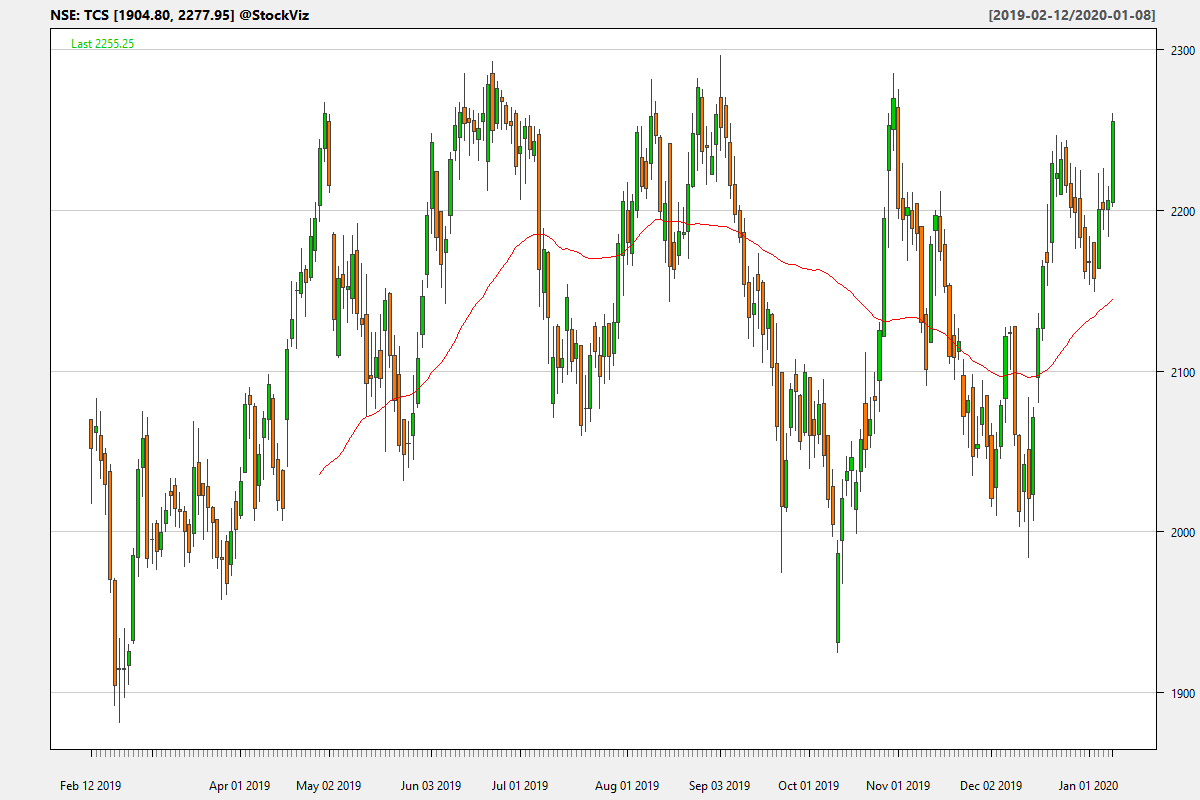 NSE: TCS [1904.80, 2277.95] @StockViz
[2019-02-12/2020-01-08]
Last 2255.25
2300
2200
2100
2000
1900
Feb 12 2019
Apr 01 2019
May 02 2019
Jun 03 2019
Jul 01 2019
Aug 01 2019
Sep 03 2019
Oct 01 2019
Nov 01 2019
Dec 02 2019
Jan 01 2020